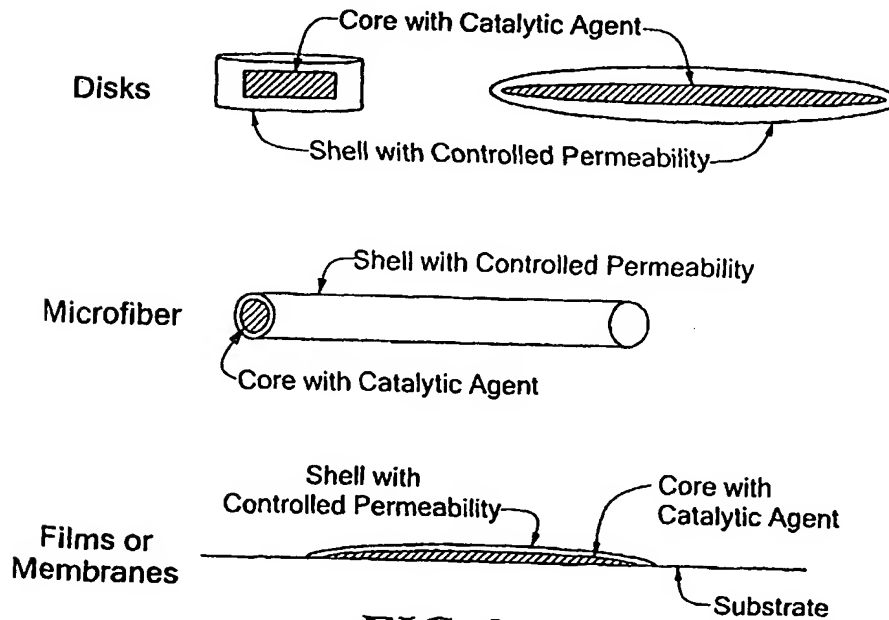 Core with Catalytic Agent
Disks
Shell with Controlled Permeability
Shell with Controlled Permeability
Microfiber
Core with Catalytic Agent
Shell with
Controlled Permeability
Core with
Catalytic Agent
Films or
Membranes
Substrate